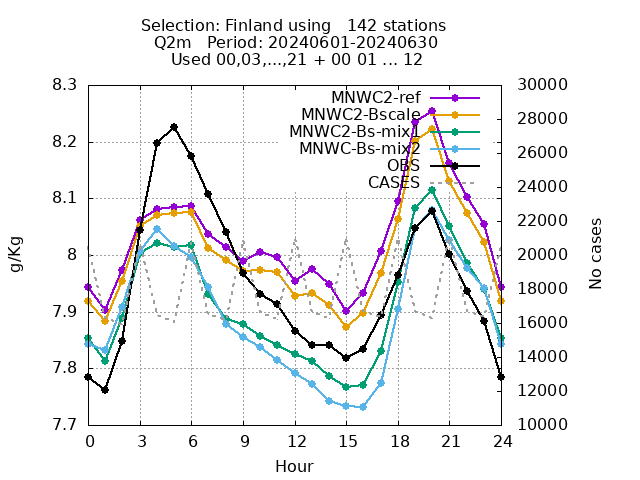 Selection: Finland using   142 stations
Q2m   Period: 20240601-20240630
Used 00,03,...,21 + 00 01 ... 12
8.3
8.2
8.1
8
7.9
7.8
7.7
g/Kg
MNWC2-ref
MNWC2-Bscale
MNWC2-Bs-mix1
MNWC-Bs-mix2
OBS
CASES
30000
28000
26000
24000
22000
20000
18000
16000
14000
12000
10000
No cases
0 3 6 9 12 15 18 21 24
Hour